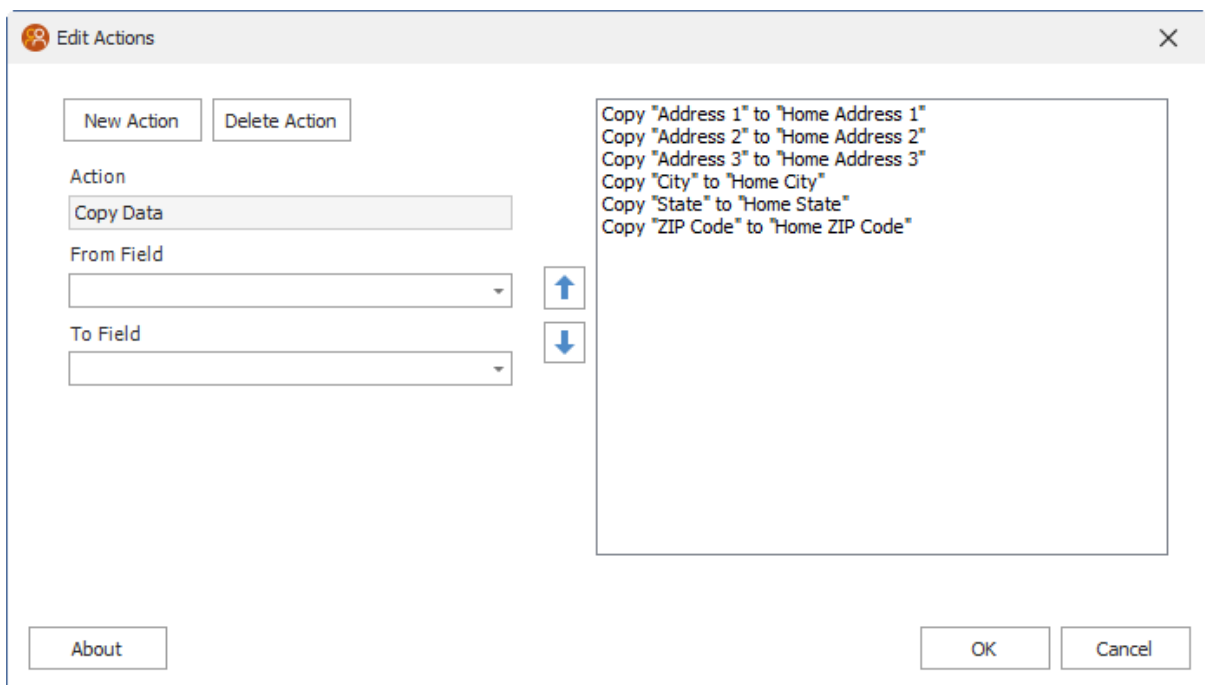 Edit Actions
New Action
Delete Action
Action
Copy Data
From Field
To Field
Copy "Address 1" to "Home Address 1"
Copy "Address 2" to "Home Address 2"
Copy "Address 3" to "Home Address 3"
Copy "City" to "Home City"
Copy "State" to "Home State"
Copy "ZIP Code" to "Home ZIP Code"
About
OK
Cancel